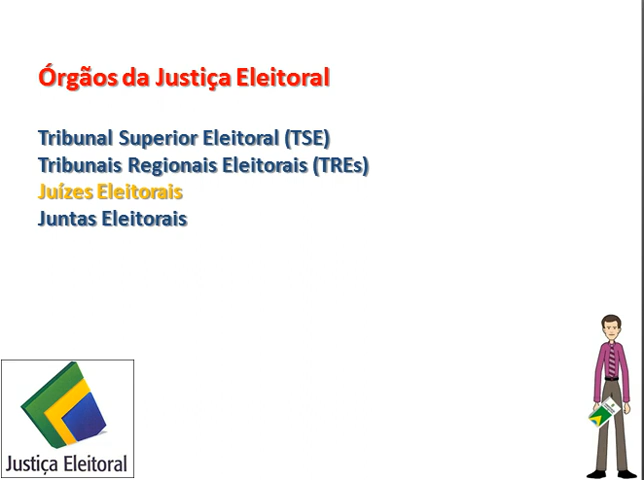 Órgãos da Justiça Eleitoral
Tribunal Superior Eleitoral (TSE)
Tribunais Regionais Eleitorais (TREs)
Juízes Eleitorais
Juntas Eleitorais
Justiça Eleitoral